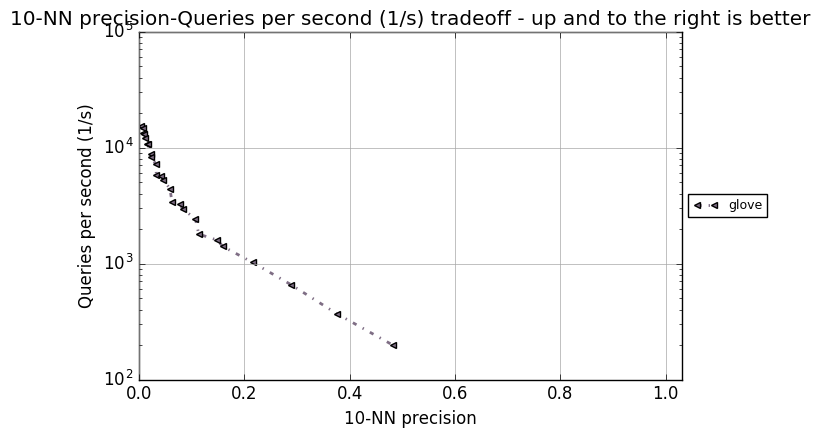 10-NN precision-Queries per second (1/s) tradeoff - up and to the right is better
10^5
10^4
10^3
10^2
Queries per second (1/s)
glove
0.0 0.2 0.4 0.6 0.8 1.0
10-NN precision